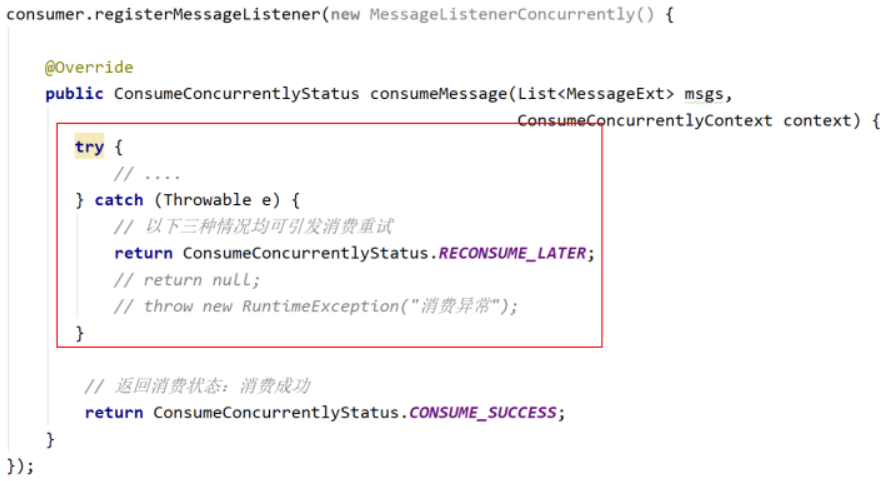 consumer.registerMessageListener(new MessageListenerConcurrently() {
@Override
public ConsumeConcurrentlyStatus consumeMessage(List<MessageExt> msgs,
ConsumeConcurrentlyContext context) {
try {
// ....
} catch (Throwable e) {
// 以下三种情况均可引发消费重试
return ConsumeConcurrentlyStatus.RECONSUME_LATER;
// return null;
// throw new RuntimeException("消费异常");
}
// 返回消费状态：消费成功
return ConsumeConcurrentlyStatus.CONSUME_SUCCESS;
}
});